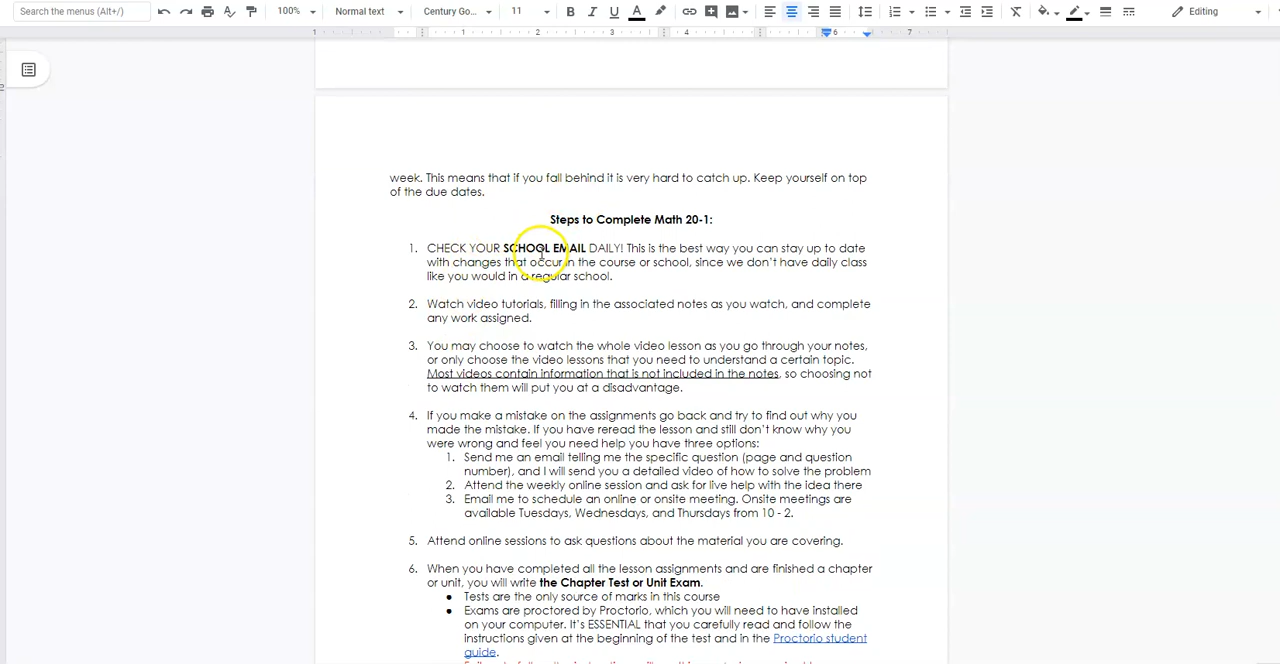 Search the menus (Alt+/)
100%
Normal text
Century Go...
11
Editing
1 1 2 3 4 6 7
week. This means that if you fall behind it is very hard to catch up. Keep yourself on top
of the due dates.
Steps to Complete Math 20-1:
1. CHECK YOUR SCHOOL EMAIL DAILY! This is the best way you can stay up to date
with changes that occur in the course or school, since we don't have daily class
like you would in a regular school.
2. Watch video tutorials, filling in the associated notes as you watch, and complete
any work assigned.
3. You may choose to watch the whole video lesson as you go through your notes,
or only choose the video lessons that you need to understand a certain topic.
Most videos contain information that is not included in the notes, so choosing not
to watch them will put you at a disadvantage.
4. If you make a mistake on the assignments go back and try to find out why you
made the mistake. If you have reread the lesson and still don't know why you
were wrong and feel you need help you have three options:
1. Send me an email telling me the specific question (page and question
number), and I will send you a detailed video of how to solve the problem
2. Attend the weekly online session and ask for live help with the idea there
3. Email me to schedule an online or onsite meeting. Onsite meetings are
available Tuesdays, Wednesdays, and Thursdays from 10 - 2.
5. Attend online sessions to ask questions about the material you are covering.
6. When you have completed all the lesson assignments and are finished a chapter
or unit, you will write the Chapter Test or Unit Exam.
● Tests are the only source of marks in this course
● Exams are proctored by Proctorio, which you will need to have installed
on your computer. It's ESSENTIAL that you carefully read and follow the
instructions given at the beginning of the test and in the Proctorio student
guide.